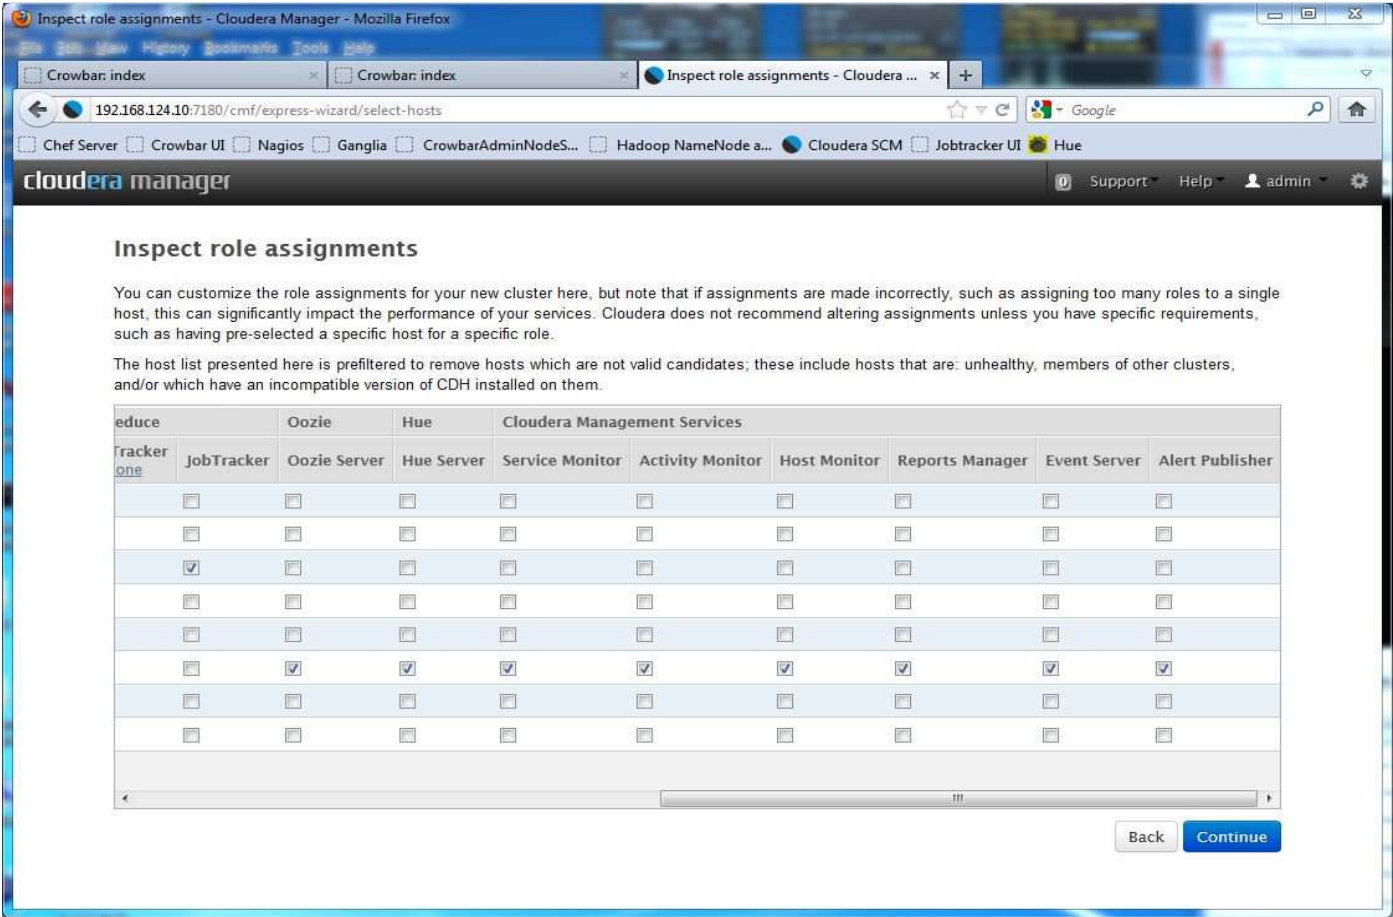 Inspect role assignments - Cloudera Manager - Mozilla Firefox
File Edit View History Bookmarks Tools Help
Crowbar: index
Crowbar: index
Inspect role assignments - Cloudera ...
192.168.124.10:7180/cmf/express-wizard/select-hosts
Google
Chef Server Crowbar UI Nagios Ganglia CrowbarAdminNodeS... Hadoop NameNode a... Cloudera SCM Jobtracker UI Hue
cloudera manager
0 Support Help admin
Inspect role assignments
You can customize the role assignments for your new cluster here, but note that if assignments are made incorrectly, such as assigning too many roles to a single
host, this can significantly impact the performance of your services. Cloudera does not recommend altering assignments unless you have specific requirements,
such as having pre-selected a specific host for a specific role.
The host list presented here is prefiltered to remove hosts which are not valid candidates; these include hosts that are: unhealthy, members of other clusters,
and/or which have an incompatible version of CDH installed on them.
educe Oozie Hue Cloudera Management Services
Tracker JobTracker Oozie Server Hue Server Service Monitor Activity Monitor Host Monitor Reports Manager Event Server Alert Publisher
one
Back Continue